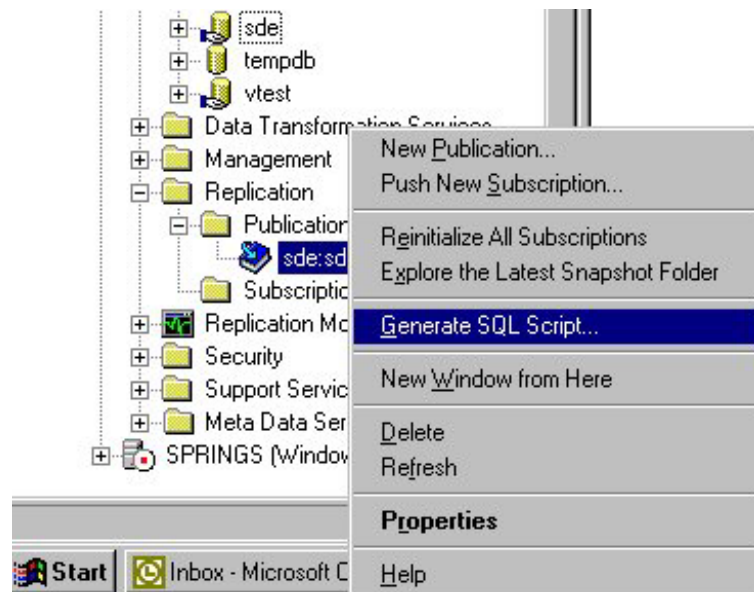 sde
tempdb
vtest
Data Transformation Services
Management
Replication
Publication
sde:sd
Subscriptic
Replication Mo
Security
Support Servic
Meta Data Ser
SPRINGS (Window
New Publication...
Push New Subscription...
Reinitialize All Subscriptions
Explore the Latest Snapshot Folder
Generate SQL Script...
New Window from Here
Delete
Refresh
Properties
Help
Start
Inbox - Microsoft O